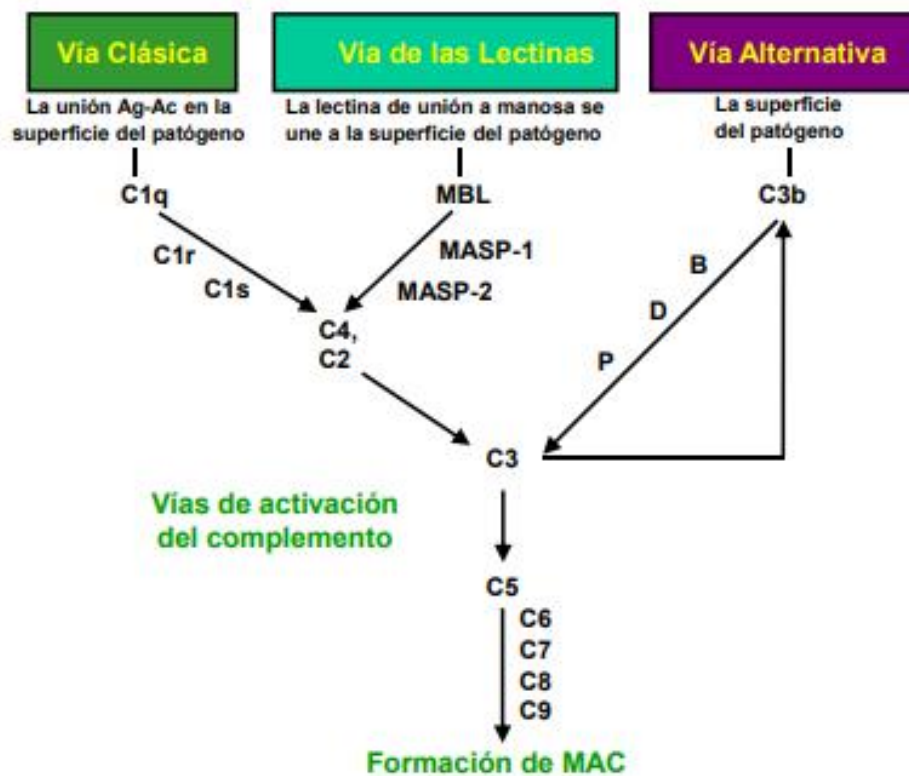 Vía Clásica
Vía de las Lectinas
Vía Alternativa
La unión Ag-Ac en la
superficie del patógeno
La lectina de unión a manosa se
une a la superficie del patógeno
La superficie
del patógeno
C1q
MBL
C3b
C1r
C1s
MASP-1
MASP-2
B
D
P
C4,
C2
C3
Vías de activación
del complemento
C5
C6
C7
C8
C9
Formación de MAC